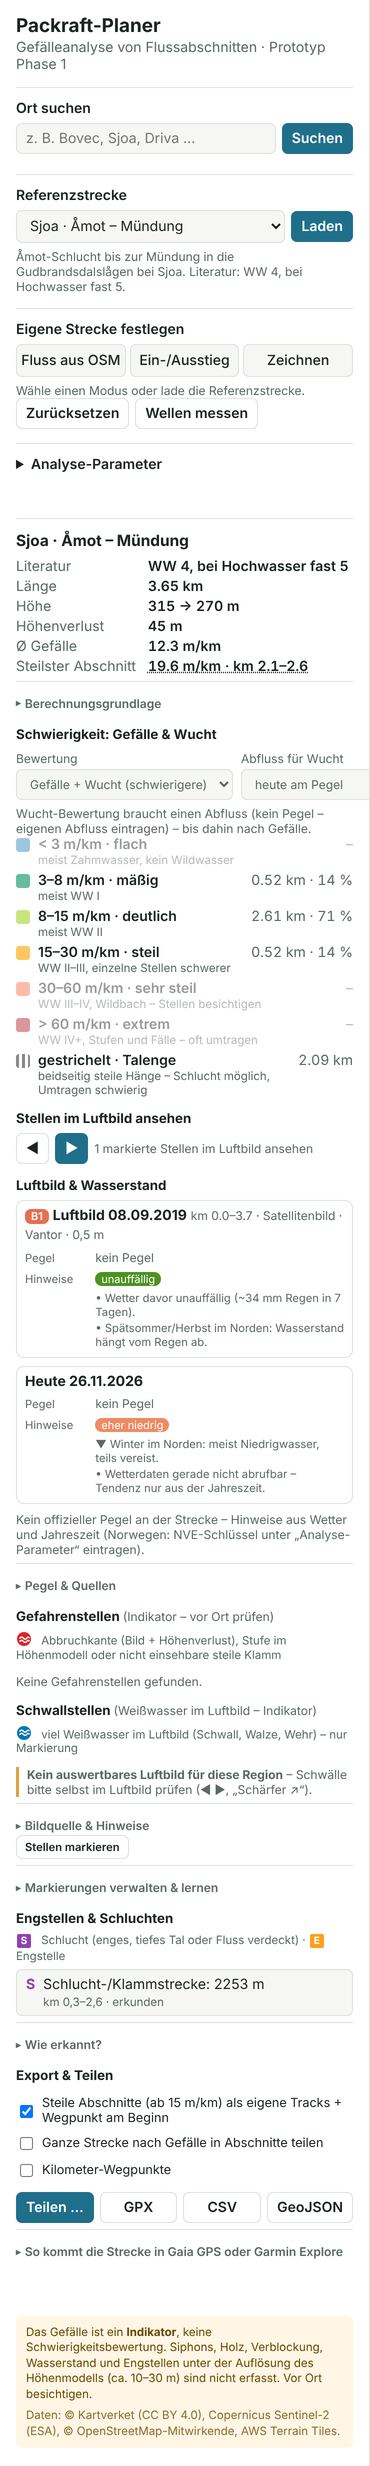 Packraft-Planer
Gefälleanalyse von Flussabschnitten · Prototyp
Phase 1
Ort suchen
z. B. Bovec, Sjoa, Driva ...
Suchen
Referenzstrecke
Sjoa · Åmot – Mündung
Laden
Åmot-Schlucht bis zur Mündung in die
Gudbrandsdalslågen bei Sjoa. Literatur: WW 4, bei
Hochwasser fast 5.
Eigene Strecke festlegen
Fluss aus OSM
Ein-/Ausstieg
Zeichnen
Wähle einen Modus oder lade die Referenzstrecke.
Zurücksetzen
Wellen messen
▶ Analyse-Parameter
Sjoa · Åmot – Mündung
Literatur WW 4, bei Hochwasser fast 5
Länge 3.65 km
Höhe 315 → 270 m
Höhenverlust 45 m
Ø Gefälle 12.3 m/km
Steilster Abschnitt 19.6 m/km · km 2.1–2.6
▸ Berechnungsgrundlage
Schwierigkeit: Gefälle & Wucht
Bewertung Abfluss für Wucht
Gefälle + Wucht (schwierigere) heute am Pegel
Wucht-Bewertung braucht einen Abfluss (kein Pegel –
eigenen Abfluss eintragen) – bis dahin nach Gefälle.
< 3 m/km · flach –
meist Zahmwasser, kein Wildwasser
3–8 m/km · mäßig 0.52 km · 14 %
meist WW I
8–15 m/km · deutlich 2.61 km · 71 %
meist WW II
15–30 m/km · steil 0.52 km · 14 %
WW II–III, einzelne Stellen schwerer
30–60 m/km · sehr steil –
WW III–IV, Wildbach – Stellen besichtigen
> 60 m/km · extrem –
WW IV+, Stufen und Fälle – oft umtragen
gestrichelt · Talenge 2.09 km
beidseitig steile Hänge – Schlucht möglich,
Umtragen schwierig
Stellen im Luftbild ansehen
◀ ▶ 1 markierte Stellen im Luftbild ansehen
Luftbild & Wasserstand
B1 Luftbild 08.09.2019 km 0.0–3.7 · Satellitenbild ·
Vantor · 0,5 m
Pegel kein Pegel
Hinweise unauffällig
• Wetter davor unauffällig (~34 mm Regen in 7
Tagen).
• Spätsommer/Herbst im Norden: Wasserstand
hängt vom Regen ab.
Heute 26.11.2026
Pegel kein Pegel
Hinweise eher niedrig
▼ Winter im Norden: meist Niedrigwasser,
teils vereist.
• Wetterdaten gerade nicht abrufbar –
Tendenz nur aus der Jahreszeit.
Kein offizieller Pegel an der Strecke – Hinweise aus Wetter
und Jahreszeit (Norwegen: NVE-Schlüssel unter „Analyse-
Parameter“ eintragen).
▸ Pegel & Quellen
Gefahrenstellen (Indikator – vor Ort prüfen)
Abbruchkante (Bild + Höhenverlust), Stufe im
Höhenmodell oder nicht einsehbare steile Klamm
Keine Gefahrenstellen gefunden.
Schwallstellen (Weißwasser im Luftbild – Indikator)
viel Weißwasser im Luftbild (Schwall, Walze, Wehr) – nur
Markierung
Kein auswertbares Luftbild für diese Region – Schwälle
bitte selbst im Luftbild prüfen (◀ ▶, „Schärfer ↗“).
▸ Bildquelle & Hinweise
Stellen markieren
▸ Markierungen verwalten & lernen
Engstellen & Schluchten
S Schlucht (enges, tiefes Tal oder Fluss verdeckt) · E
Engstelle
S Schlucht-/Klammstrecke: 2253 m
km 0,3–2,6 · erkunden
▸ Wie erkannt?
Export & Teilen
Steile Abschnitte (ab 15 m/km) als eigene Tracks +
Wegpunkt am Beginn
Ganze Strecke nach Gefälle in Abschnitte teilen
Kilometer-Wegpunkte
Teilen ...
GPX
CSV
GeoJSON
▸ So kommt die Strecke in Gaia GPS oder Garmin Explore
Das Gefälle ist ein Indikator, keine
Schwierigkeitsbewertung. Siphons, Holz, Verblockung,
Wasserstand und Engstellen unter der Auflösung des
Höhenmodells (ca. 10–30 m) sind nicht erfasst. Vor Ort
besichtigen.
Daten: © Kartverket (CC BY 4.0), Copernicus Sentinel-2
(ESA), © OpenStreetMap-Mitwirkende, AWS Terrain Tiles.